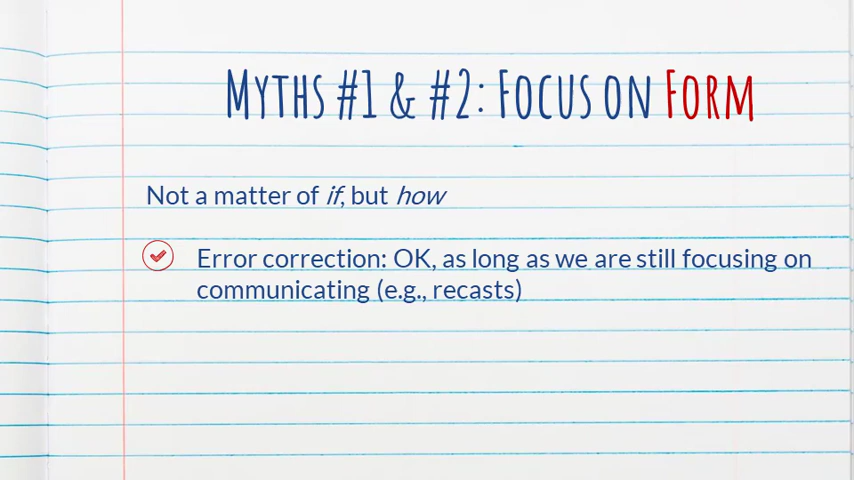 Myths #1 & #2: Focus on Form
Not a matter of if, but how
Error correction: OK, as long as we are still focusing on
communicating (e.g., recasts)